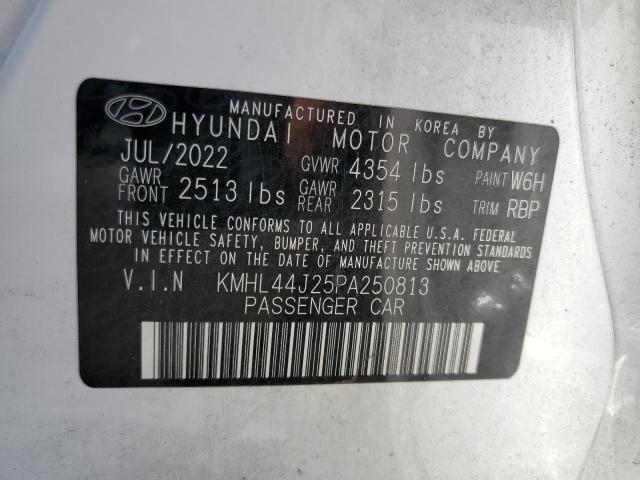 MANUFACTURED IN KOREA BY
HYUNDAI MOTOR COMPANY
JUL/2022 GVWR 4354 lbs PAINT W6H
GAWR FRONT 2513 lbs GAWR REAR 2315 lbs TRIM RBP
THIS VEHICLE CONFORMS TO ALL APPLICABLE U.S.A. FEDERAL
MOTOR VEHICLE SAFETY, BUMPER, AND THEFT PREVENTION STANDARDS
IN EFFECT ON THE DATE OF MANUFACTURE SHOWN ABOVE.
V.I.N KMHL44J25PA250813
PASSENGER CAR